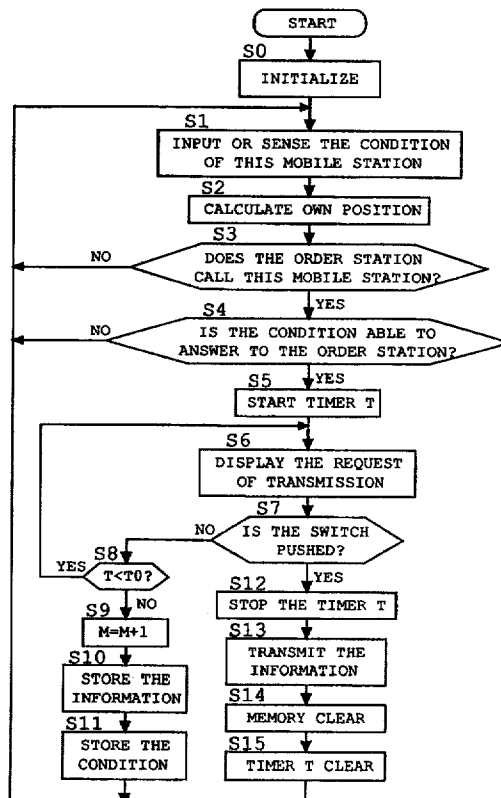 START
S0
INITIALIZE
S1
INPUT OR SENSE THE CONDITION
OF THIS MOBILE STATION
S2
CALCULATE OWN POSITION
S3
NO
DOES THE ORDER STATION
CALL THIS MOBILE STATION?
YES
S4
NO
IS THE CONDITION ABLE TO
ANSWER TO THE ORDER STATION?
S5
YES
START TIMER T
S6
DISPLAY THE REQUEST
OF TRANSMISSION
S7
NO
IS THE SWITCH
PUSHED?
S8
YES
T<T0?
NO
S9
M=M+1
S10
STORE THE
INFORMATION
S11
STORE THE
CONDITION
YES
S12
STOP THE TIMER T
S13
TRANSMIT THE
INFORMATION
S14
MEMORY CLEAR
S15
TIMER T CLEAR